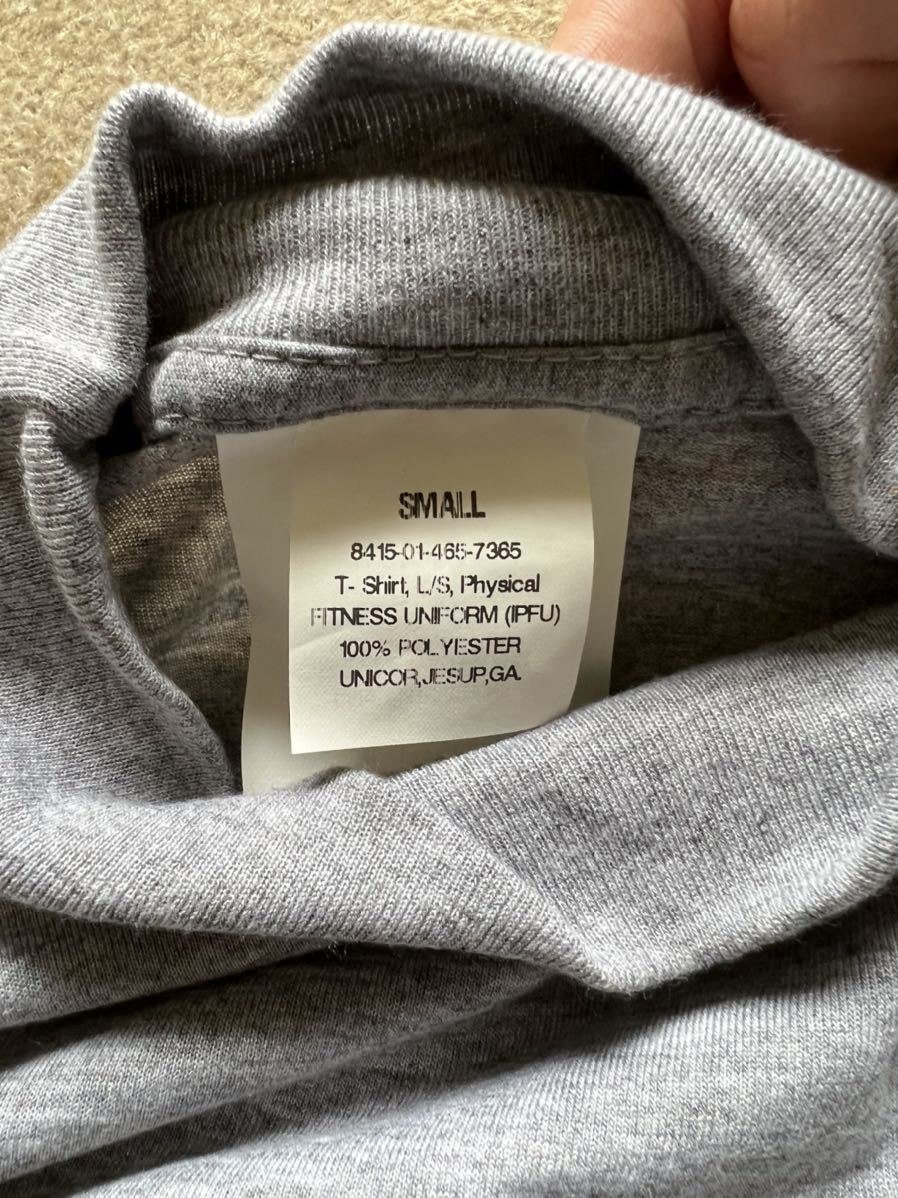 SMALL
8415-01-465-7365
T- Shirt, L/S, Physical
FITNESS UNIFORM (IPFU)
100% POLYESTER
UNICOR,JESUP,GA.